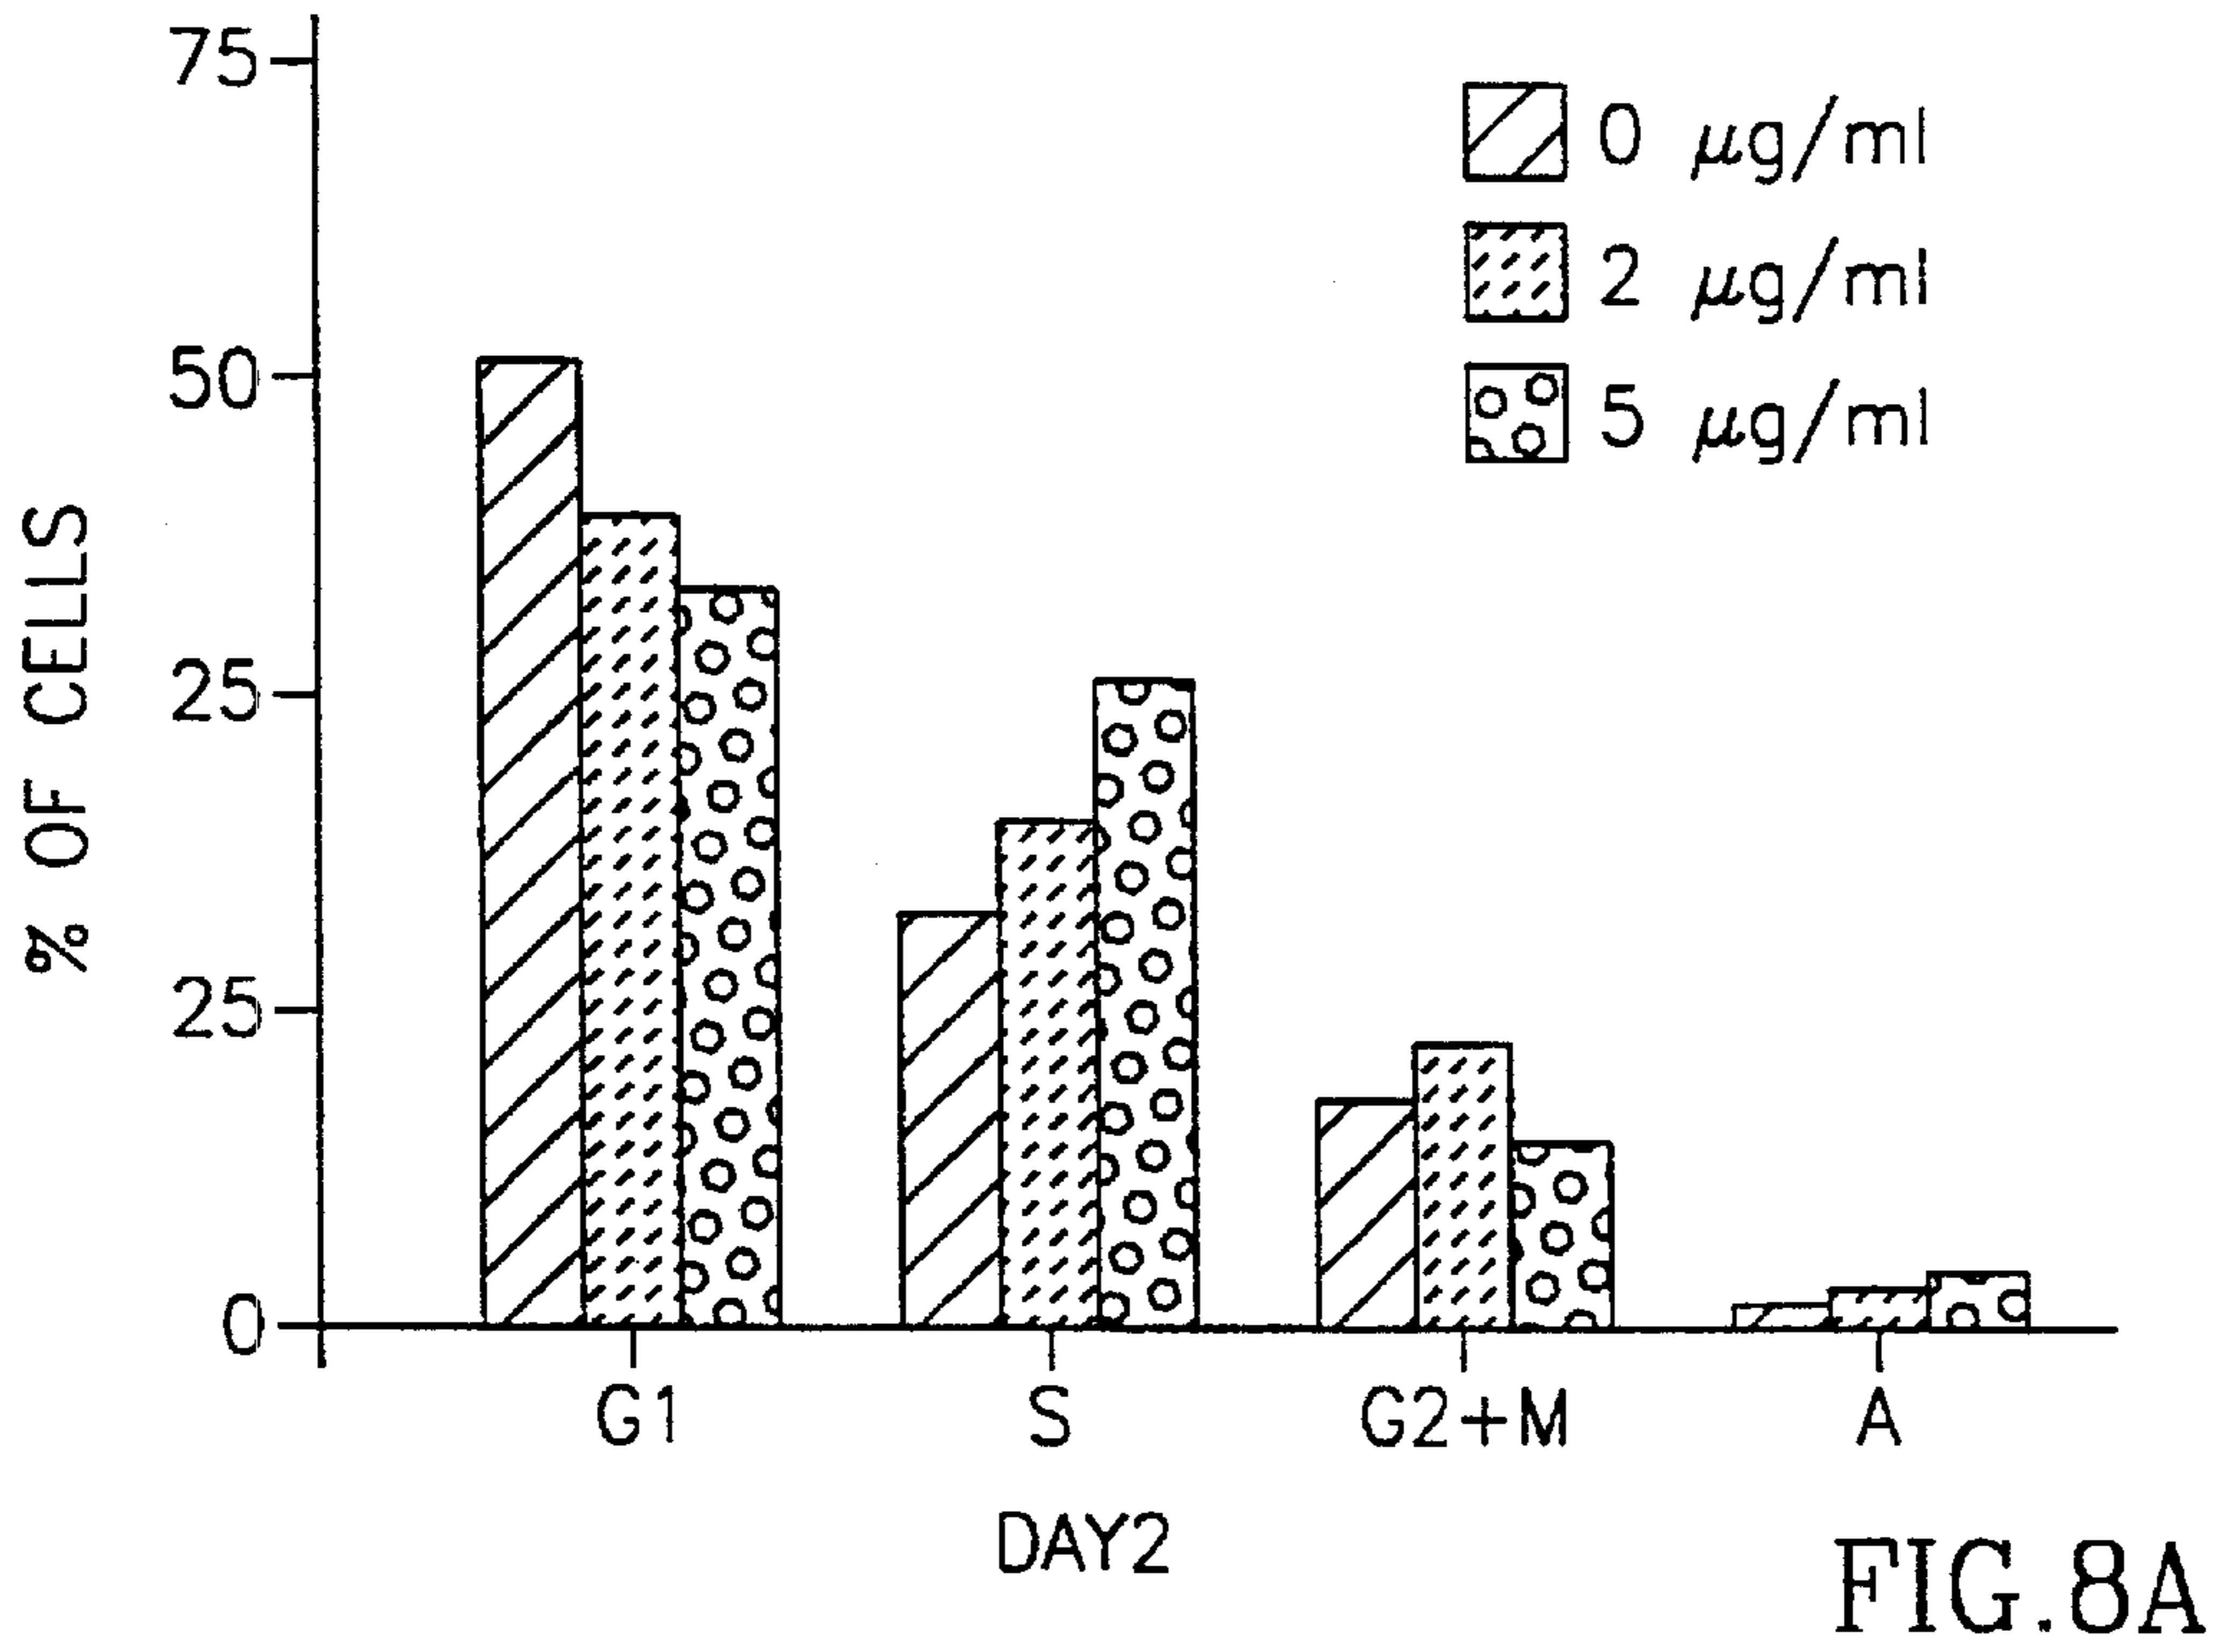 75
50
25
25
0
% OF CELLS
0 µg/ml
2 µg/ml
5 µg/ml
G1 S G2+M A
DAY2
FIG.8A